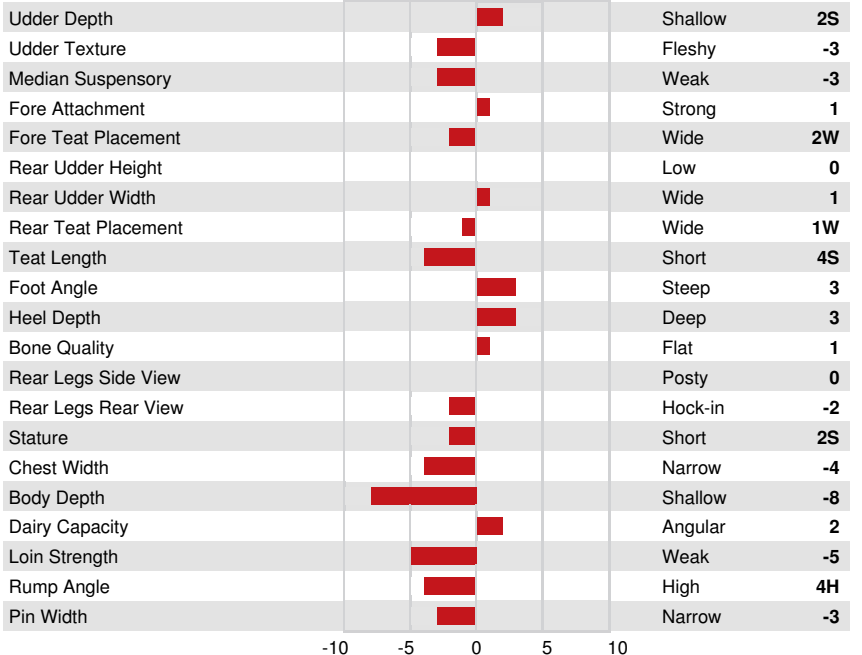 Udder Depth Shallow 2S
Udder Texture Fleshy -3
Median Suspensory Weak -3
Fore Attachment Strong 1
Fore Teat Placement Wide 2W
Rear Udder Height Low 0
Rear Udder Width Wide 1
Rear Teat Placement Wide 1W
Teat Length Short 4S
Foot Angle Steep 3
Heel Depth Deep 3
Bone Quality Flat 1
Rear Legs Side View Posty 0
Rear Legs Rear View Hock-in -2
Stature Short 2S
Chest Width Narrow -4
Body Depth Shallow -8
Dairy Capacity Angular 2
Loin Strength Weak -5
Rump Angle High 4H
Pin Width Narrow -3
-10 -5 0 5 10